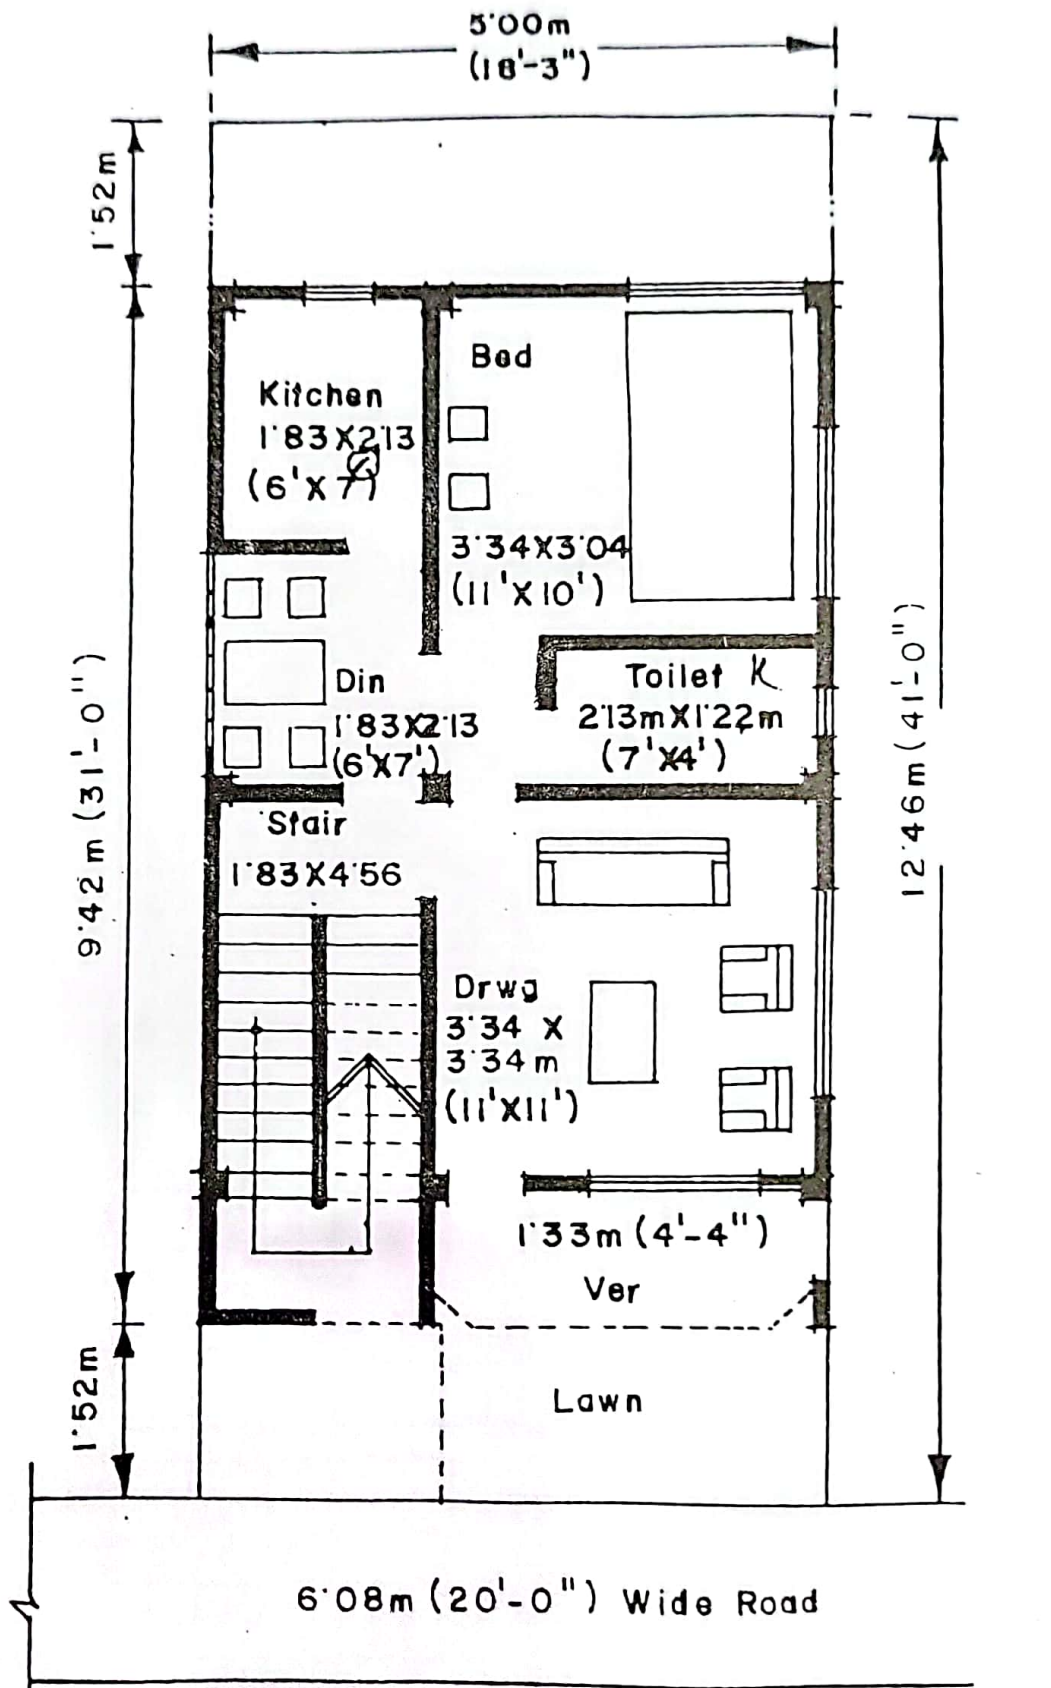 5·00m
(18'-3")
1·52m
Kitchen
1·83X2·13
(6'X7')
Bed
3·34X3·04
(11'X10')
Din
1·83X2·13
(6'X7')
Toilet K
2·13mX1·22m
(7'X4')
9·42m (31'-0")
12·46m (41'-0")
Stair
1·83X4·56
Drwg
3·34 X
3·34m
(11'X11')
1·33m (4'-4")
Ver
1·52m
Lawn
6·08m (20'-0") Wide Road